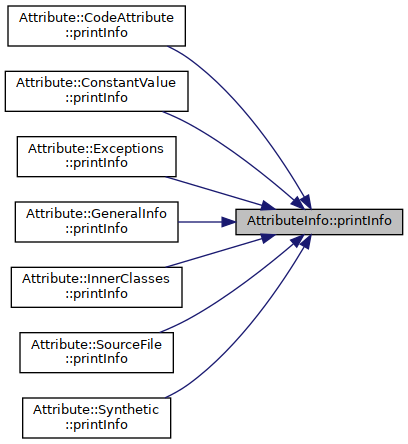 Attribute::CodeAttribute
::printInfo
Attribute::ConstantValue
::printInfo
Attribute::Exceptions
::printInfo
Attribute::GeneralInfo
::printInfo
AttributeInfo::printInfo
Attribute::InnerClasses
::printInfo
Attribute::SourceFile
::printInfo
Attribute::Synthetic
::printInfo